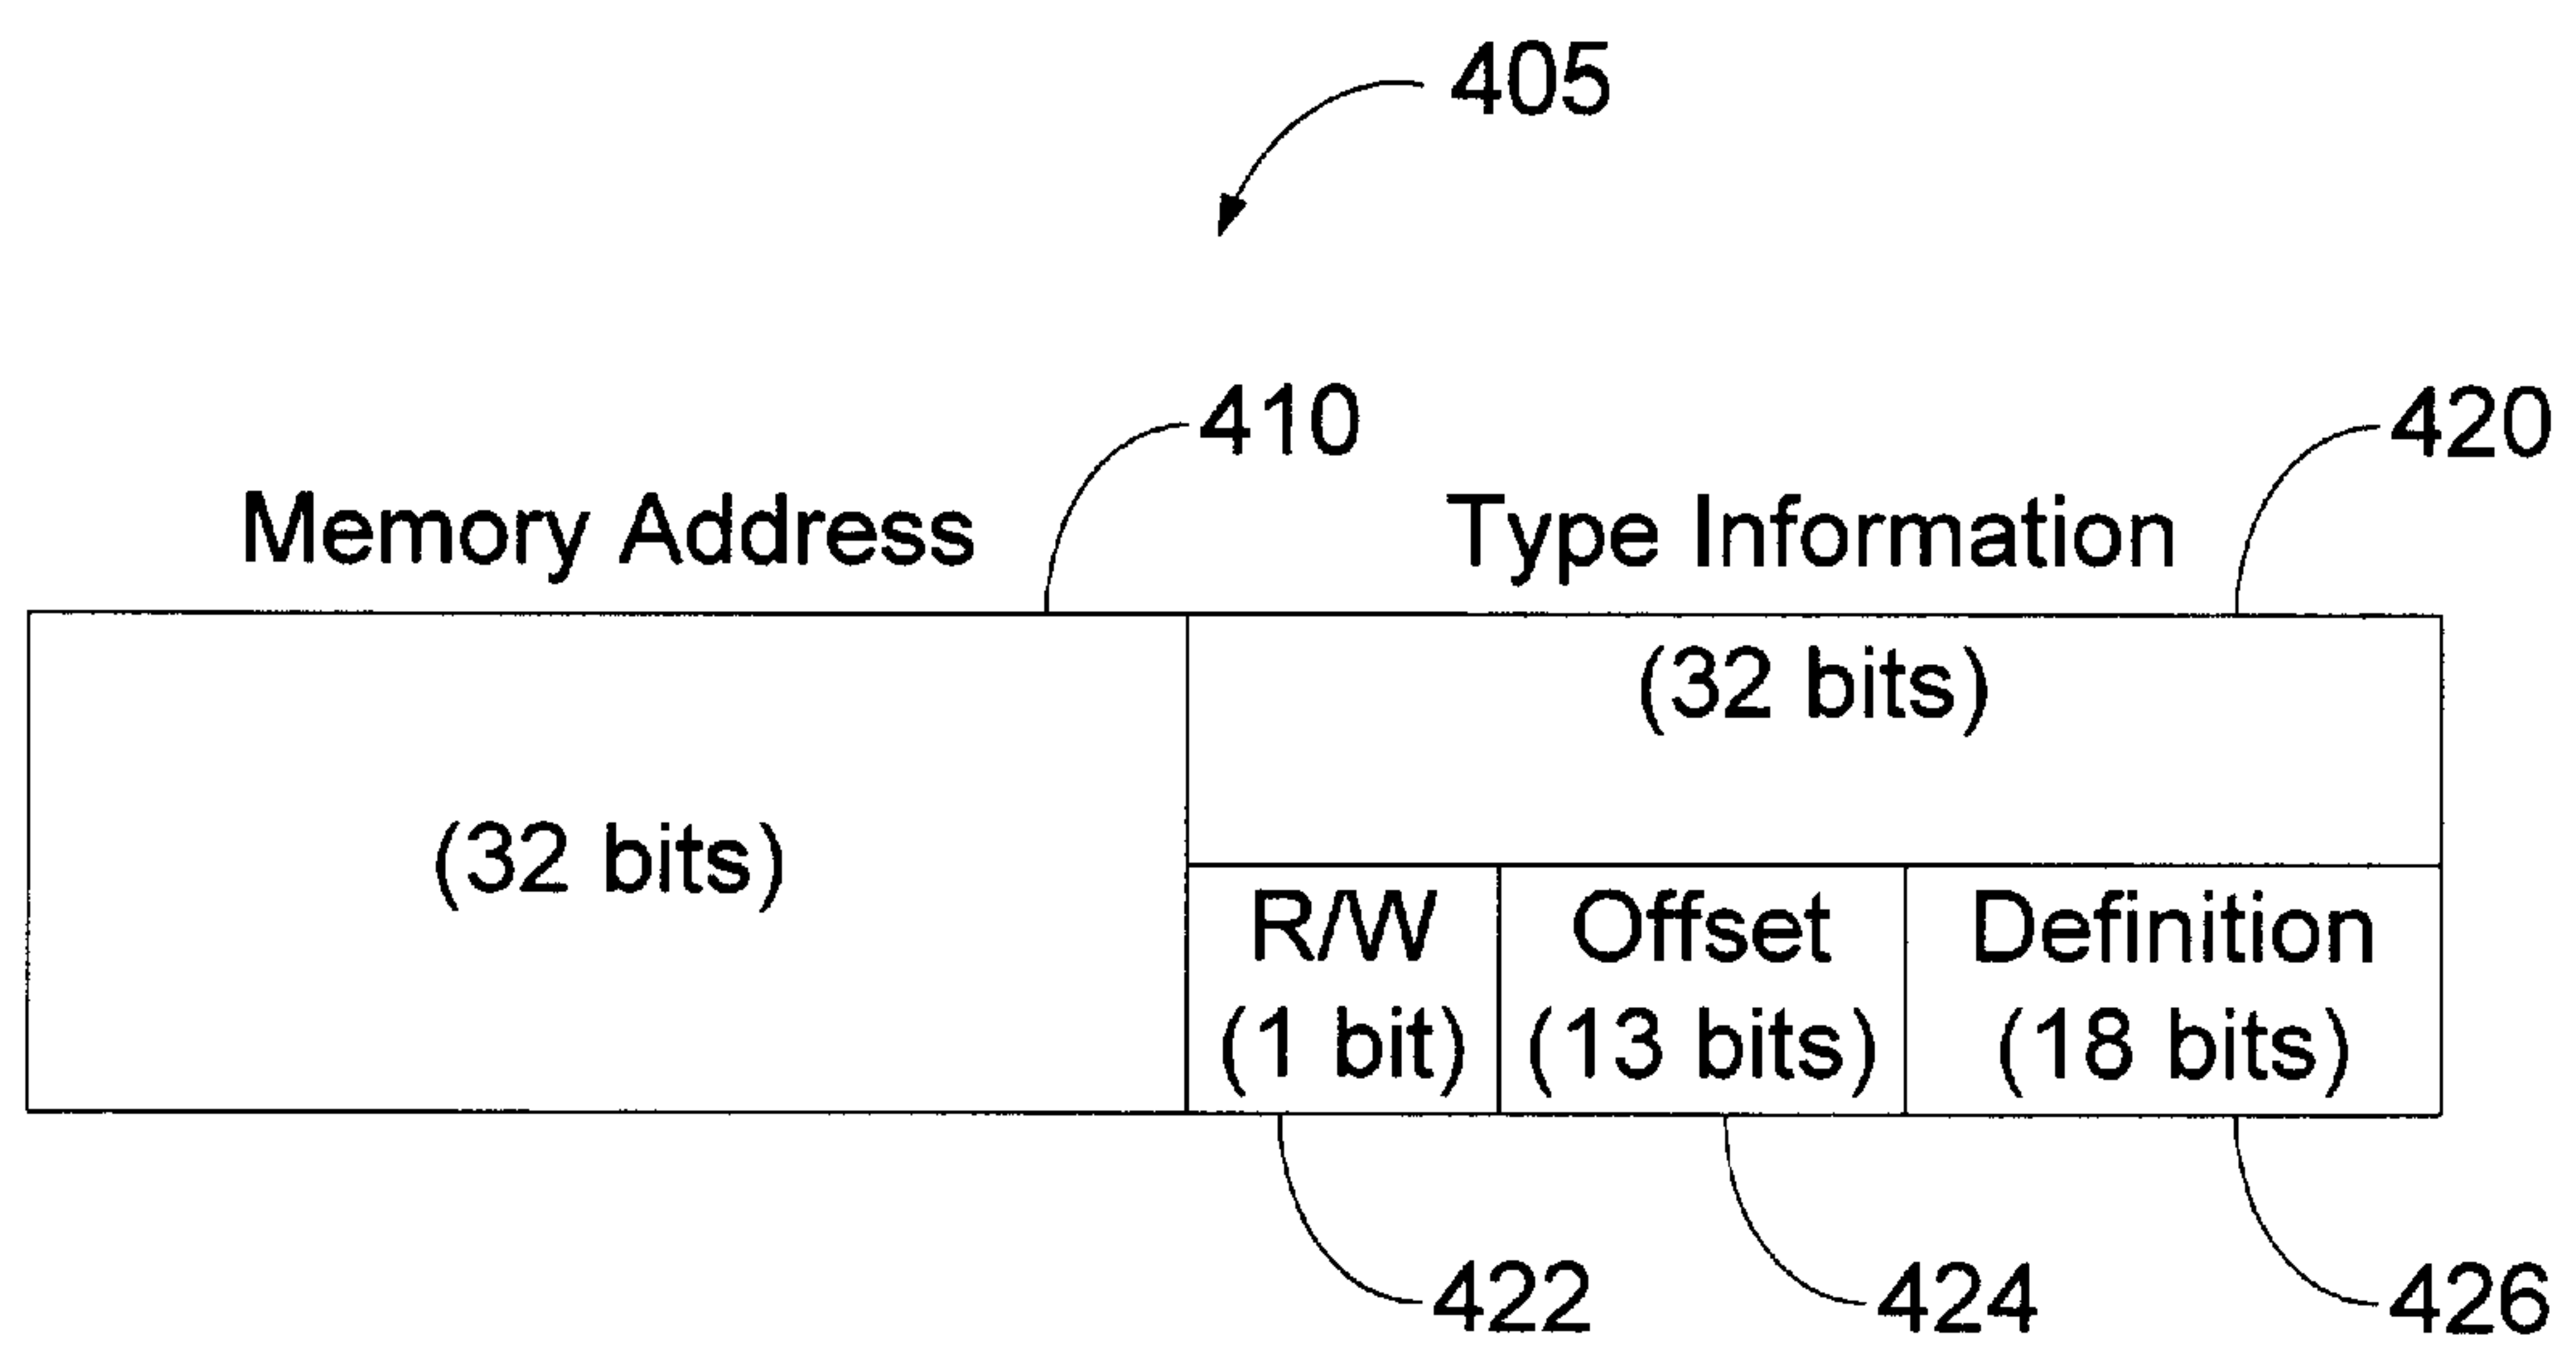 405
410
420
Memory Address
Type Information
(32 bits)
(32 bits)
R/W
Offset
Definition
(1 bit)
(13 bits)
(18 bits)
422
424
426